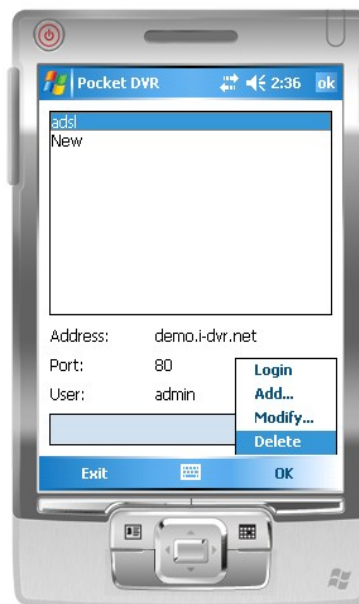 Pocket DVR 2:36 ok
adsl
New
Address: demo.i-dvr.net
Port: 80
User: admin
Login
Add...
Modify...
Delete
Exit OK